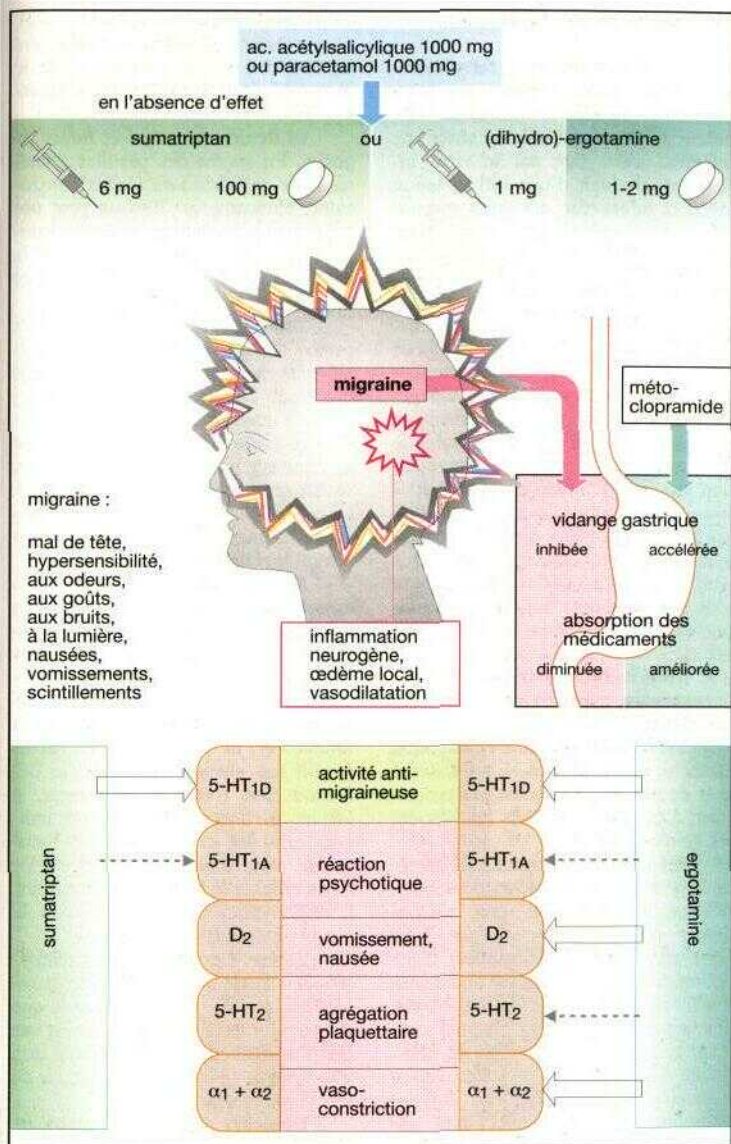 ac. acétylsalicylique 1000 mg
ou paracetamol 1000 mg
en l'absence d'effet
sumatriptan ou (dihydro)-ergotamine
6 mg 100 mg 1 mg 1-2 mg
migraine
méto-
clopramide
vidange gastrique
inhibée accélérée
absorption des
médicaments
diminuée améliorée
migraine :
mal de tête,
hypersensibilité,
aux odeurs,
aux goûts,
aux bruits,
à la lumière,
nausées,
vomissements,
scintillements
inflammation
neurogène,
œdème local,
vasodilatation
sumatriptan
5-HT1D
5-HT1A
D2
5-HT2
α1 + α2
activité anti-
migraineuse
réaction
psychotique
vomissement,
nausée
agrégation
plaquettaire
vaso-
constriction
5-HT1D
5-HT1A
D2
5-HT2
α1 + α2
ergotamine